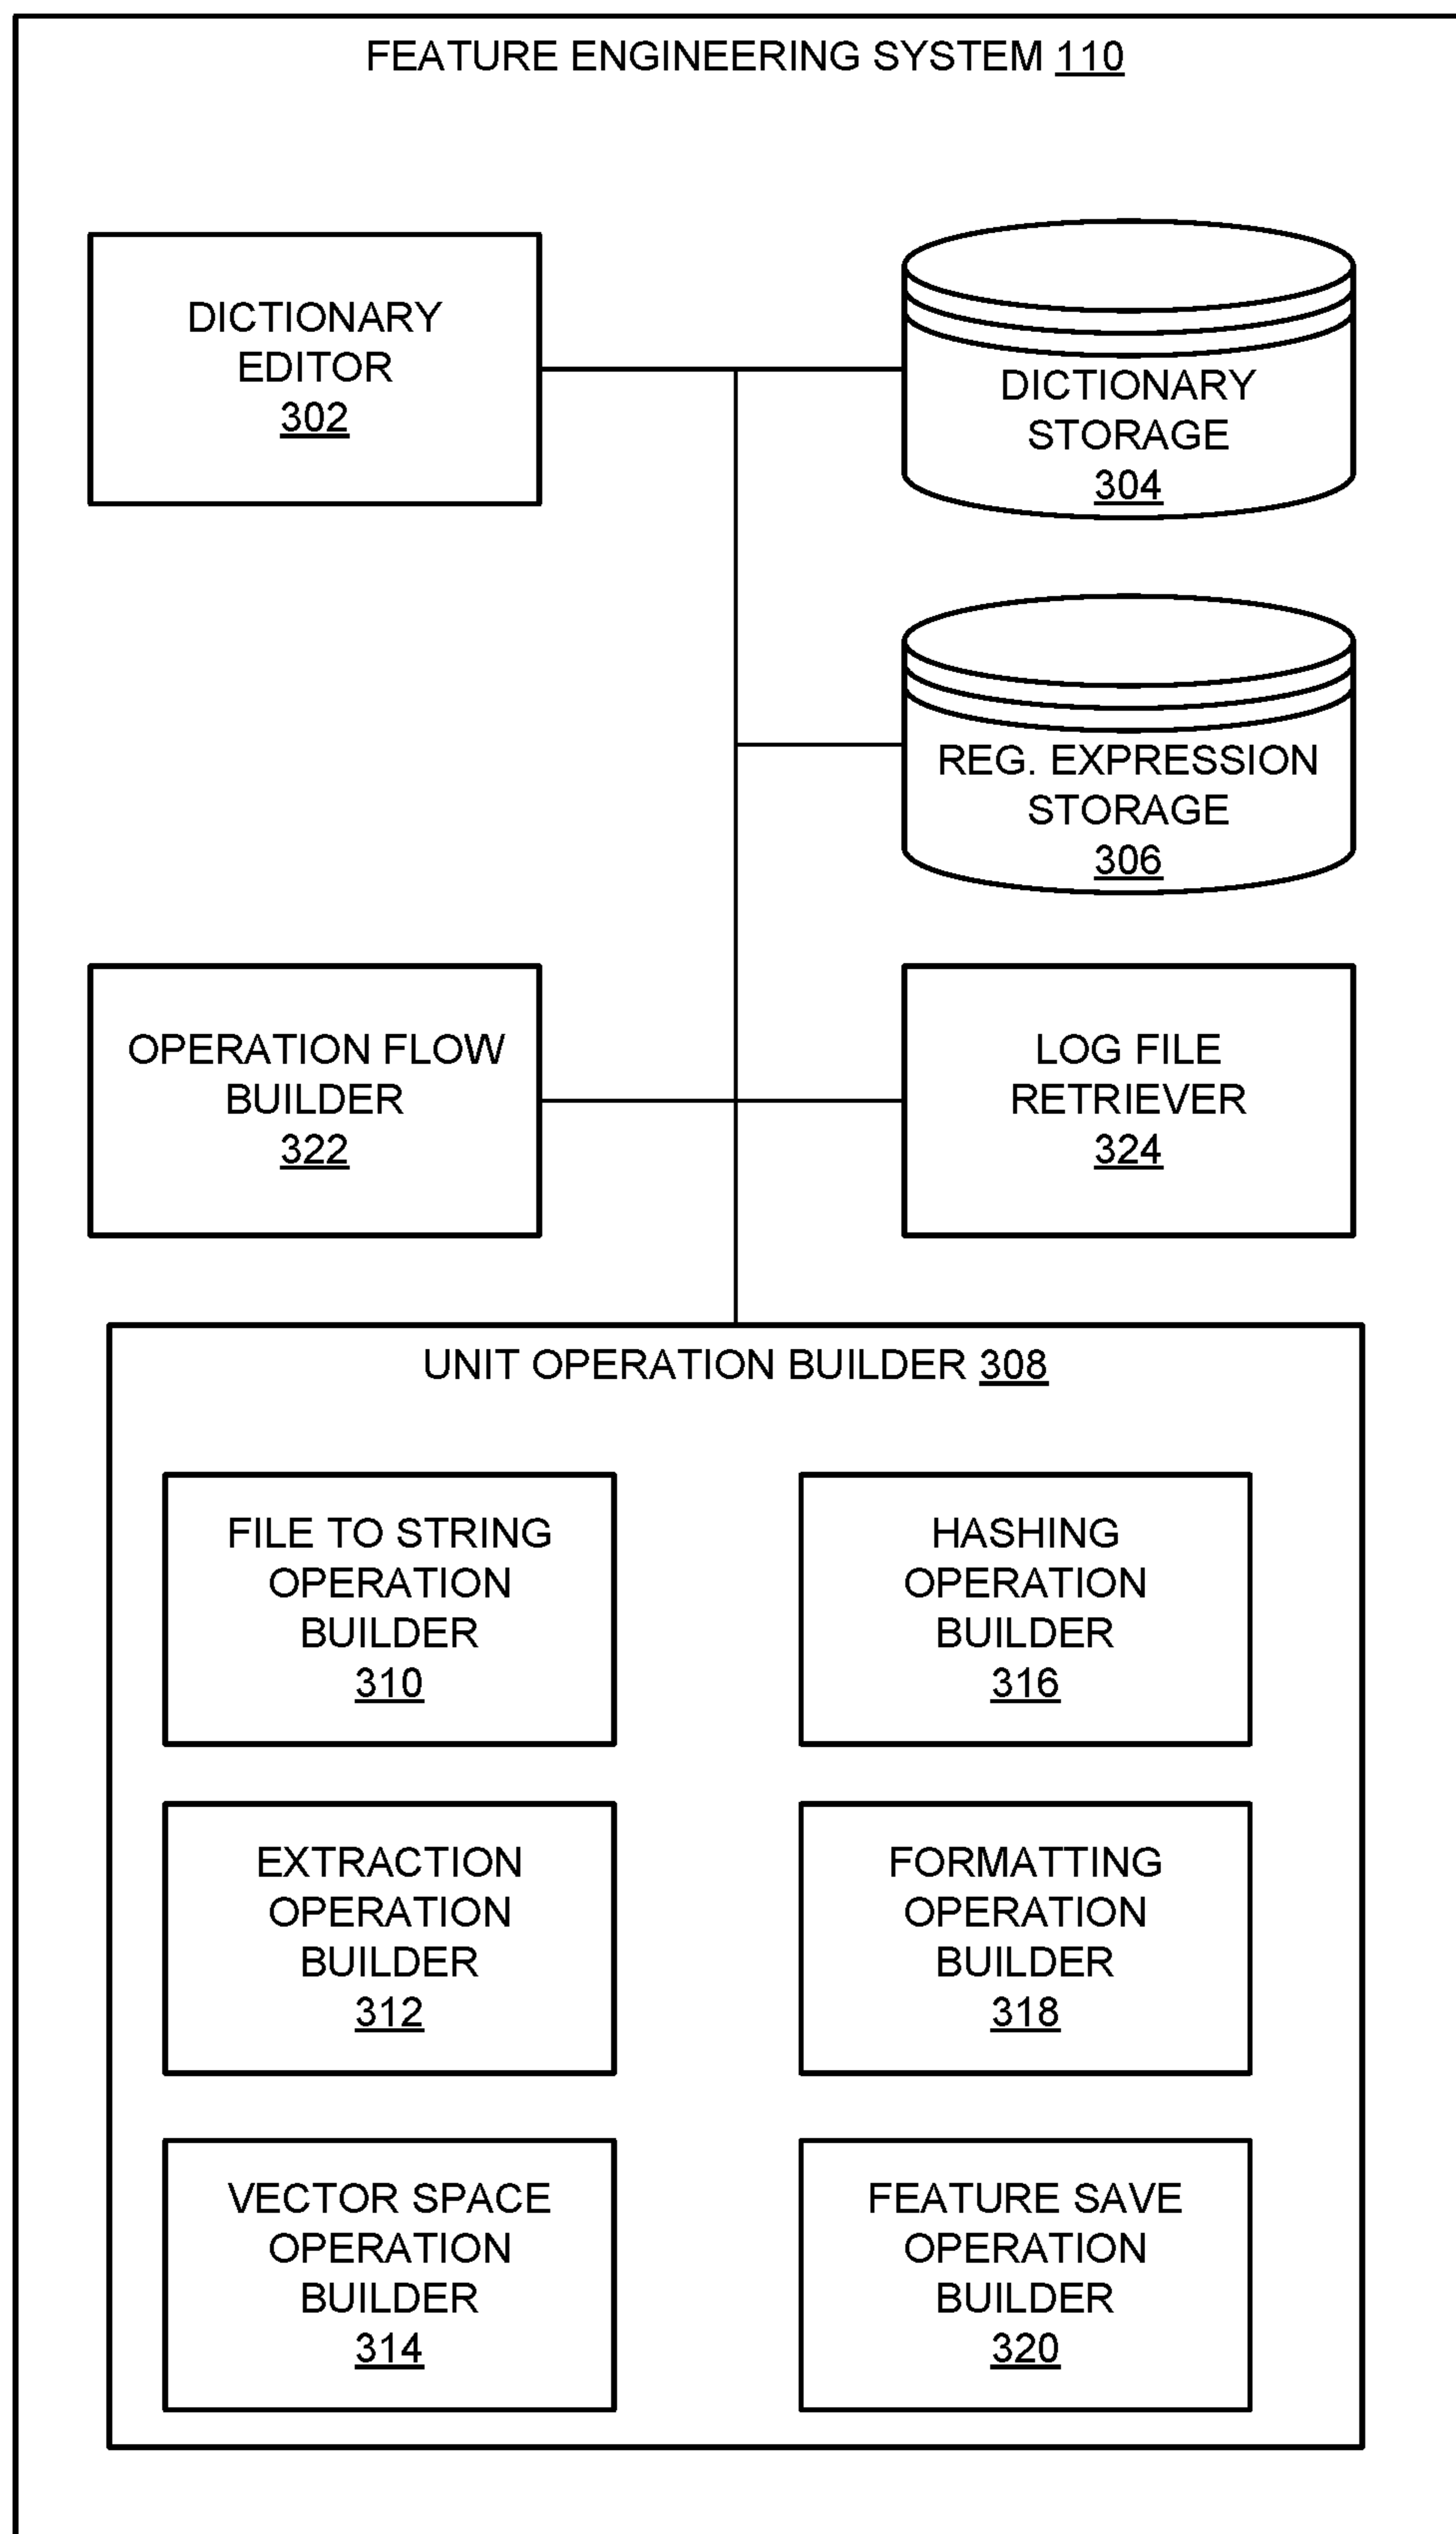 FEATURE ENGINEERING SYSTEM 110
DICTIONARY
EDITOR
302
DICTIONARY
STORAGE
304
REG. EXPRESSION
STORAGE
306
OPERATION FLOW
BUILDER
322
LOG FILE
RETRIEVER
324
UNIT OPERATION BUILDER 308
FILE TO STRING
OPERATION
BUILDER
310
HASHING
OPERATION
BUILDER
316
EXTRACTION
OPERATION
BUILDER
312
FORMATTING
OPERATION
BUILDER
318
VECTOR SPACE
OPERATION
BUILDER
314
FEATURE SAVE
OPERATION
BUILDER
320